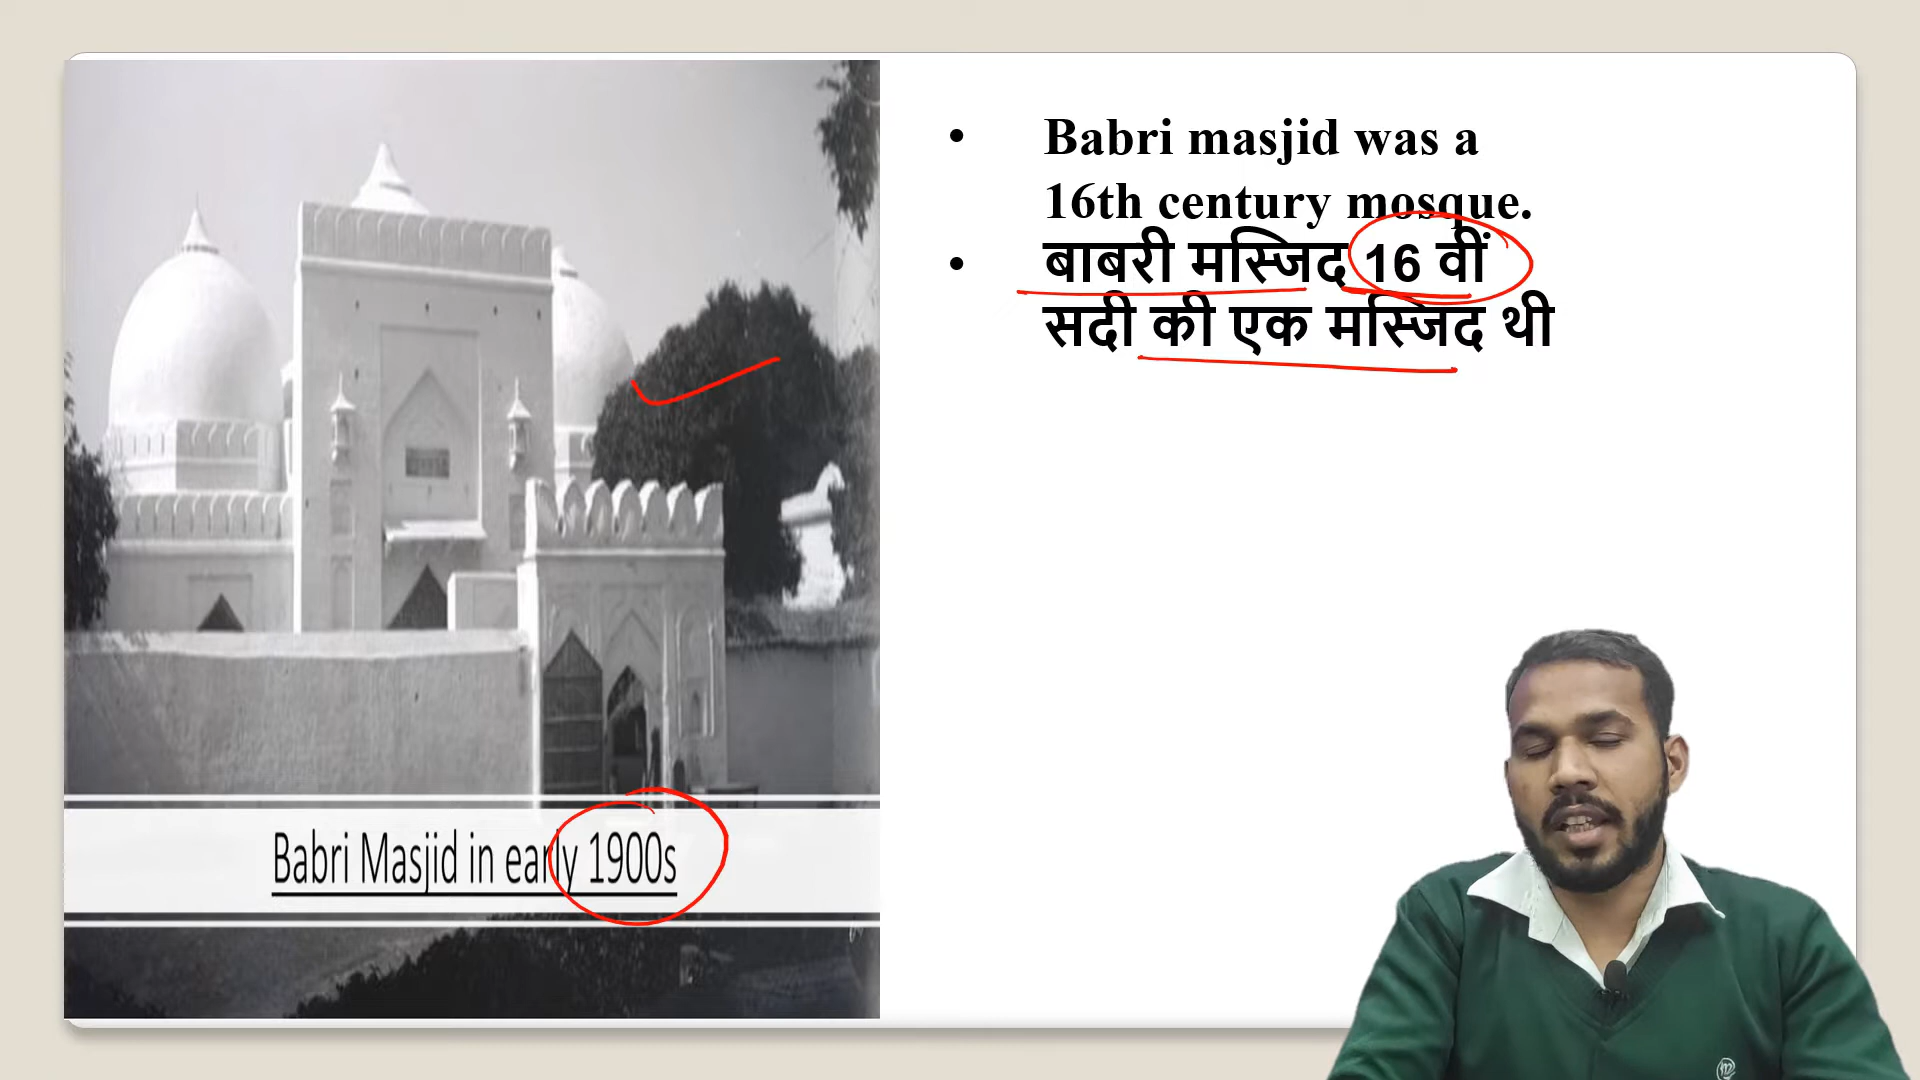 Babri masjid was a
16th century mosque.
बाबरी मस्जिद 16 वीं
सदी की एक मस्जिद थी
Babri Masjid in early 1900s